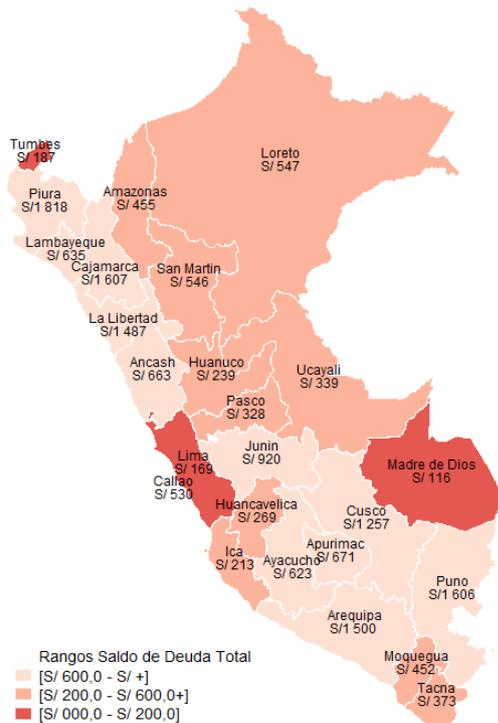 Tumbes
S/ 187
Loreto
S/ 547
Piura
S/1 818
Amazonas
S/ 455
Lambayeque
S/ 635
Cajamarca
S/1 607
San Martin
S/ 546
La Libertad
S/1 487
Ancash
S/ 663
Huanuco
S/ 239
Ucayali
S/ 339
Pasco
S/ 328
Junin
S/ 920
Lima
S/ 169
Callao
S/ 530
Madre de Dios
S/ 116
Huancavelica
S/ 269
Cusco
S/1 257
Ica
S/ 213
Ayacucho
S/ 623
Apurimac
S/ 671
Puno
S/1 606
Arequipa
S/1 500
Moquegua
S/ 452
Tacna
S/ 373
Rangos Saldo de Deuda Total
[S/ 600,0 - S/ +]
[S/ 200,0 - S/ 600,0+]
[S/ 000,0 - S/ 200,0]